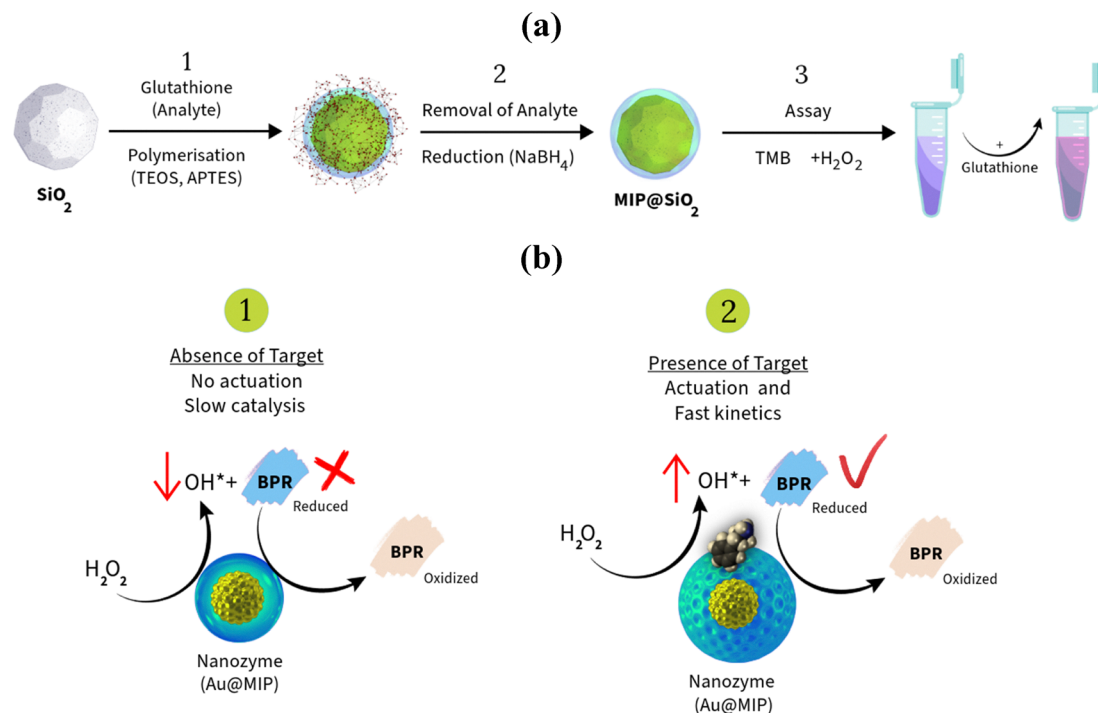 (a)
1
Glutathione
(Analyte)
Polymerisation
(TEOS, APTES)
SiO₂
2
Removal of Analyte
Reduction (NaBH₄)
MIP@SiO₂
3
Assay
TMB +H₂O₂
+
Glutathione
(b)
1
Absence of Target
No actuation
Slow catalysis
OH*+ BPR
Reduced
H₂O₂
BPR
Oxidized
Nanozyme
(Au@MIP)
2
Presence of Target
Actuation and
Fast kinetics
OH*+ BPR
Reduced
H₂O₂
BPR
Oxidized
Nanozyme
(Au@MIP)